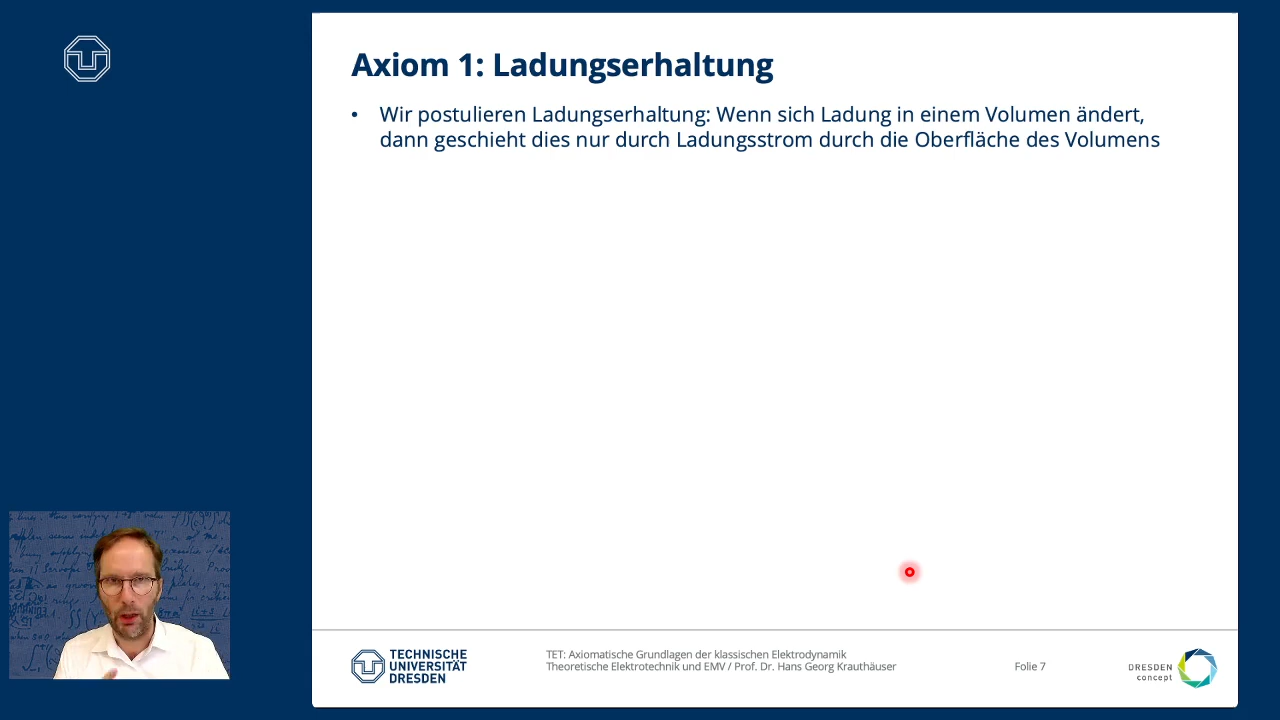 Axiom 1: Ladungserhaltung
• Wir postulieren Ladungserhaltung: Wenn sich Ladung in einem Volumen ändert,
dann geschieht dies nur durch Ladungsstrom durch die Oberfläche des Volumens
TECHNISCHE
UNIVERSITÄT
DRESDEN
TET: Axiomatische Grundlagen der klassischen Elektrodynamik
Theoretische Elektrotechnik und EMV / Prof. Dr. Hans Georg Krauthäuser
Folie 7
DRESDEN
concept